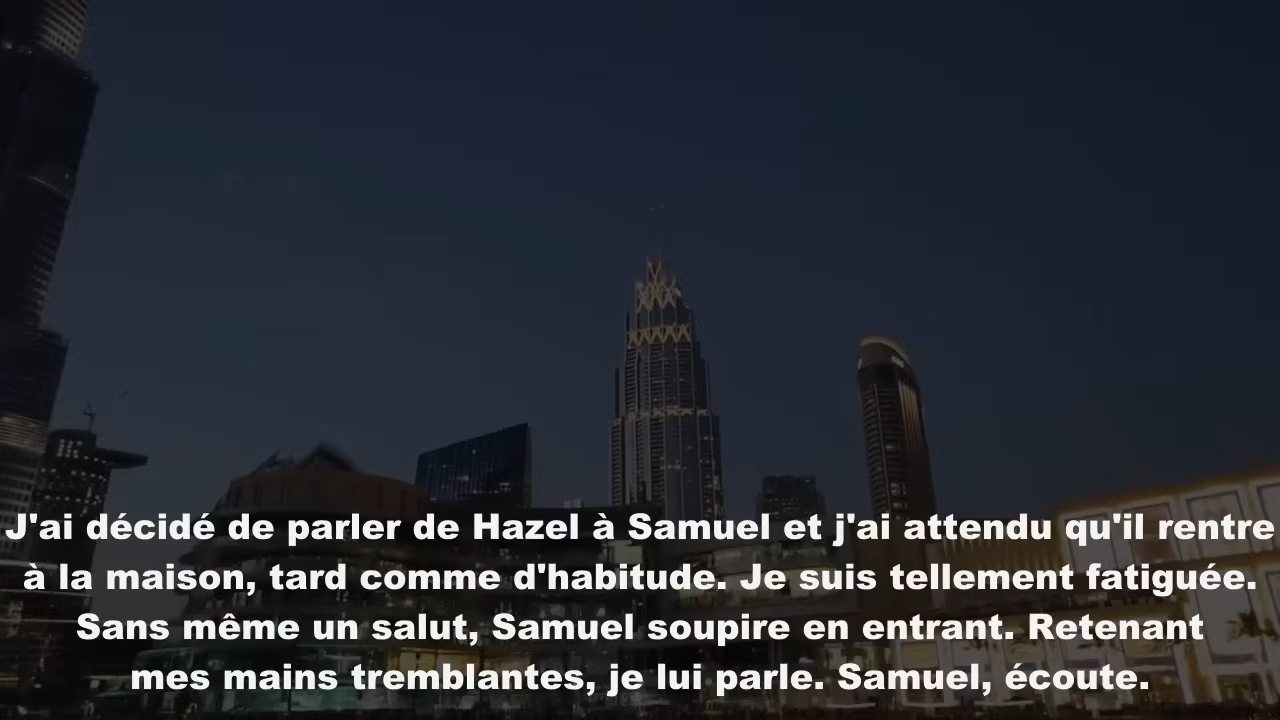 J'ai décidé de parler de Hazel à Samuel et j'ai attendu qu'il rentre
à la maison, tard comme d'habitude. Je suis tellement fatiguée.
Sans même un salut, Samuel soupire en entrant. Retenant
mes mains tremblantes, je lui parle. Samuel, écoute.